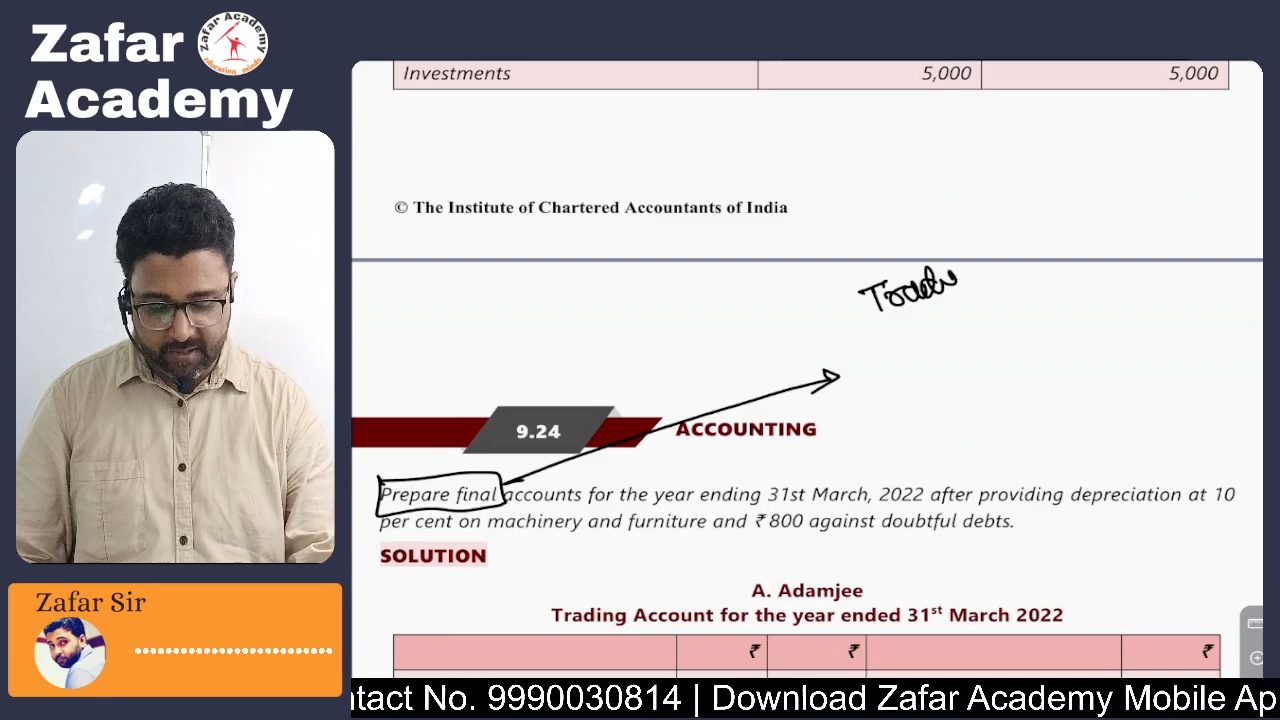 Zafar
Academy
Zafar Academy
educating minds
Investments 5,000 5,000
© The Institute of Chartered Accountants of India
9.24 ACCOUNTING
Prepare final accounts for the year ending 31st March, 2022 after providing depreciation at 10
per cent on machinery and furniture and ₹ 800 against doubtful debts.
SOLUTION
A. Adamjee
Trading Account for the year ended 31st March 2022
₹ ₹ ₹
Zafar Sir
ntact No. 9990030814 | Download Zafar Academy Mobile Ap